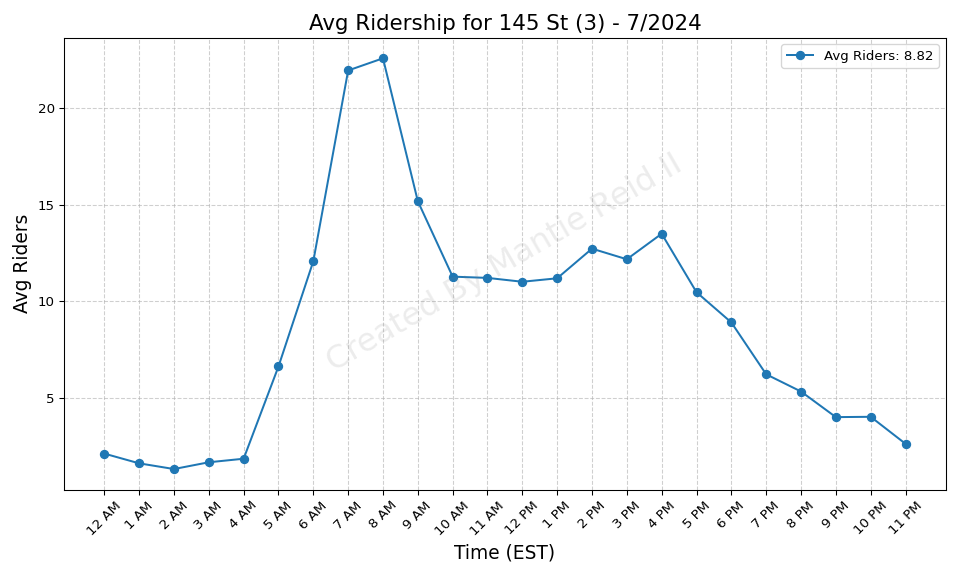 Avg Ridership for 145 St (3) - 7/2024
Avg Riders: 8.82
Avg Riders
20
15
10
5
Created By Mantie Reid II
12 AM
1 AM
2 AM
3 AM
4 AM
5 AM
6 AM
7 AM
8 AM
9 AM
10 AM
11 AM
12 PM
1 PM
2 PM
3 PM
4 PM
5 PM
6 PM
7 PM
8 PM
9 PM
10 PM
11 PM
Time (EST)